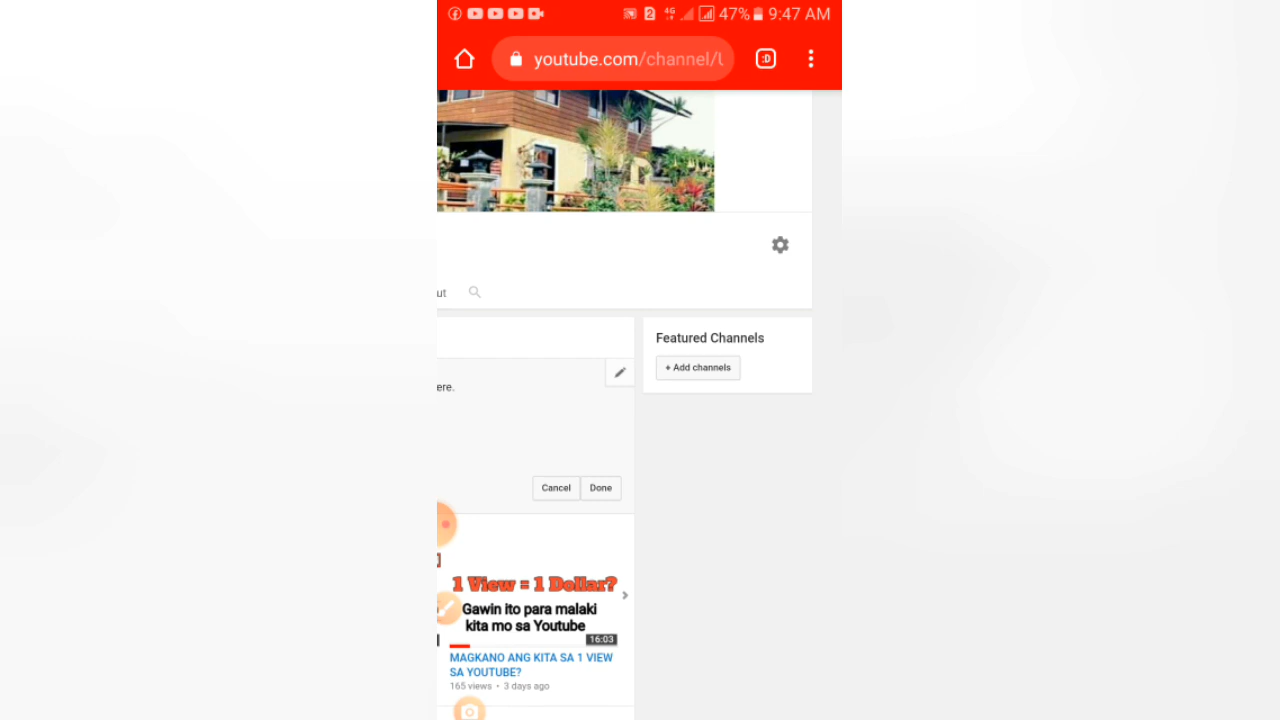 47% 9:47 AM
youtube.com/channel/U
ut
Featured Channels
+ Add channels
ere.
Cancel Done
1 View = 1 Dollar?
Gawin ito para malaki
kita mo sa Youtube
16:03
MAGKANO ANG KITA SA 1 VIEW
SA YOUTUBE?
165 views • 3 days ago